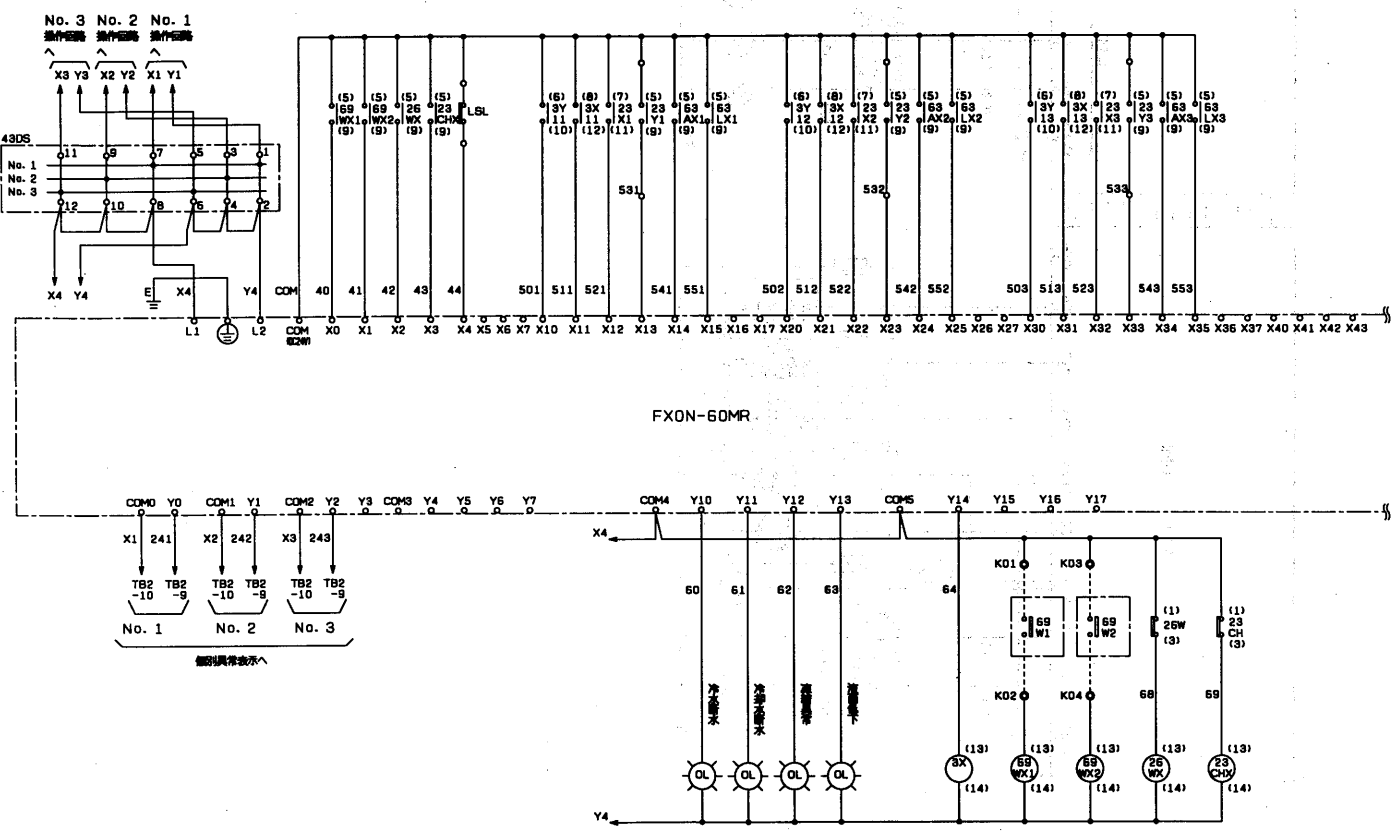 No. 3 No. 2 No. 1
操作回路 操作回路 操作回路
へ へ へ
X3 Y3 X2 Y2 X1 Y1
43DS
11 9 7 5 3 1
No. 1
No. 2
No. 3
12 10 8 6 4 2
X4 Y4
E X4 Y4 COM 40 41 42 43 44 501 511 521 541 551 502 512 522 542 552 503 513 523 543 553
(5) 69 WX1 (9)
(5) 69 WX2 (9)
(5) 26 WX (9)
(5) 23 CHX (9)
LSL
(6) 3Y 11 (10)
(8) 3X 11 (12)
(7) 23 X1 (11)
(5) 23 Y1 (9)
(5) 63 AX1 (9)
(5) 63 LX1 (9)
531
(6) 3Y 12 (10)
(8) 3X 12 (12)
(7) 23 X2 (11)
(5) 23 Y2 (9)
(5) 63 AX2 (9)
(5) 63 LX2 (9)
532
(6) 3Y 13 (10)
(8) 3X 13 (12)
(7) 23 X3 (11)
(5) 23 Y3 (9)
(5) 63 AX3 (9)
(5) 63 LX3 (9)
533
L1 L2 COM X0 X1 X2 X3 X4 X5 X6 X7 X10 X11 X12 X13 X14 X15 X16 X17 X20 X21 X22 X23 X24 X25 X26 X27 X30 X31 X32 X33 X34 X35 X36 X37 X40 X41 X42 X43
FX0N-60MR
COM0 Y0 COM1 Y1 COM2 Y2 Y3 COM3 Y4 Y5 Y6 Y7 COM4 Y10 Y11 Y12 Y13 COM5 Y14 Y15 Y16 Y17
X1 241 X2 242 X3 243
TB2 TB2 TB2 TB2 TB2 TB2
-10 -9 -10 -9 -10 -9
No. 1 No. 2 No. 3
個別異常表示へ
X4
60 61 62 63 64
K01 K03
69 W1
69 W2
(1) 26W (3)
(1) 23 CH (3)
K02 K04 68 69
OL OL OL OL
3X (13) (14)
69 WX1 (13) (14)
69 WX2 (13) (14)
26 WX (13) (14)
23 CHX (13) (14)
Y4